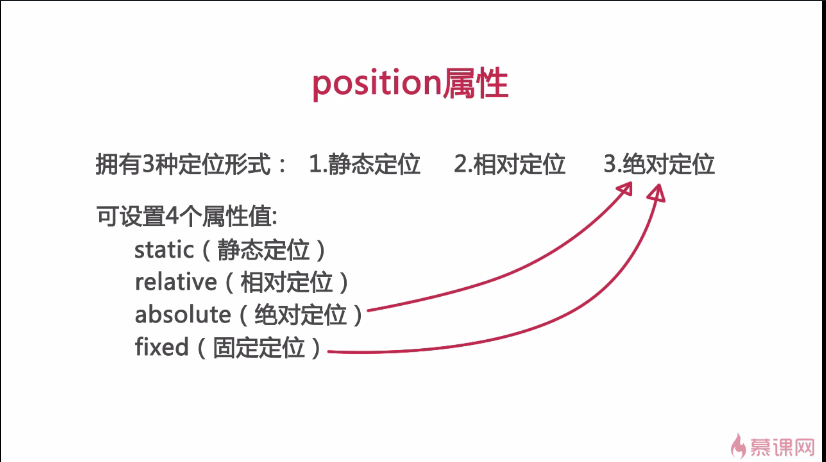 position属性
拥有3种定位形式： 1.静态定位 2.相对定位 3.绝对定位
可设置4个属性值:
static（静态定位）
relative（相对定位）
absolute（绝对定位）
fixed（固定定位）
慕课网